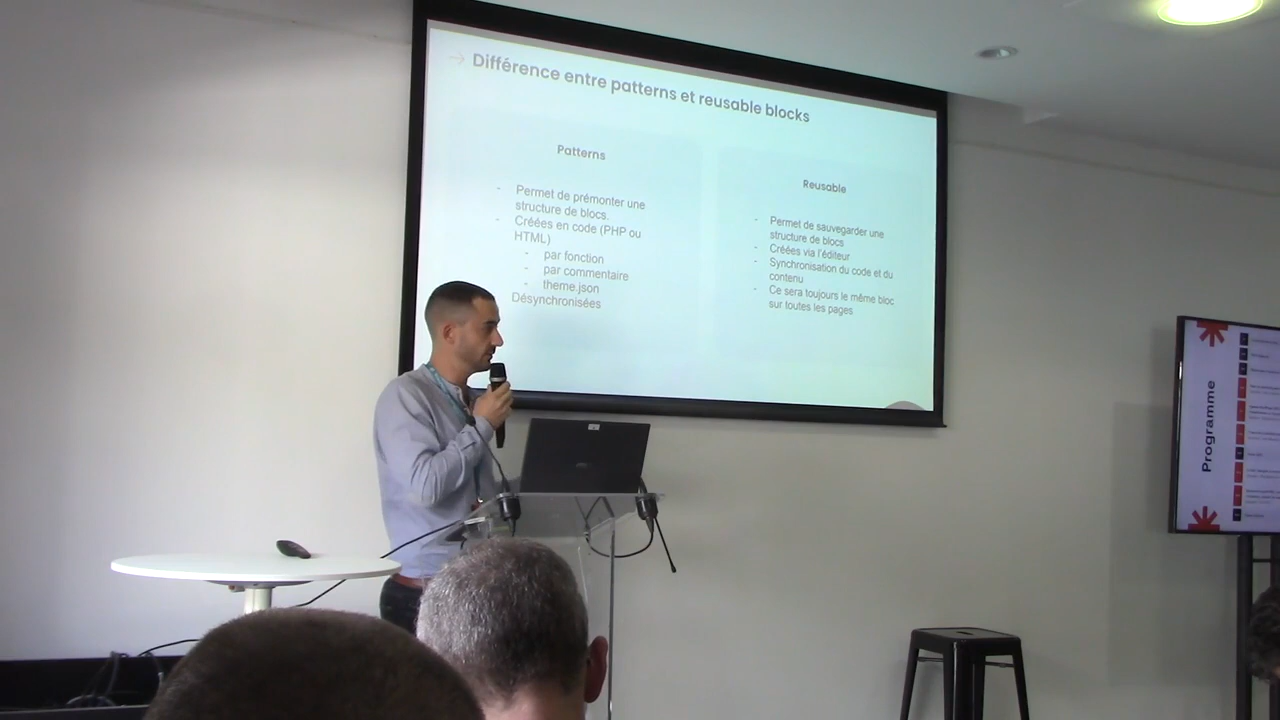 → Différence entre patterns et reusable blocks
Patterns
- Permet de prémonter une
structure de blocs.
- Créées en code (PHP ou
HTML)
- par fonction
- par commentaire
- theme.json
Désynchronisées
Reusable
- Permet de sauvegarder une
structure de blocs
- Créées via l'éditeur
- Synchronisation du code et du
contenu
- Ce sera toujours le même bloc
sur toutes les pages
Programme